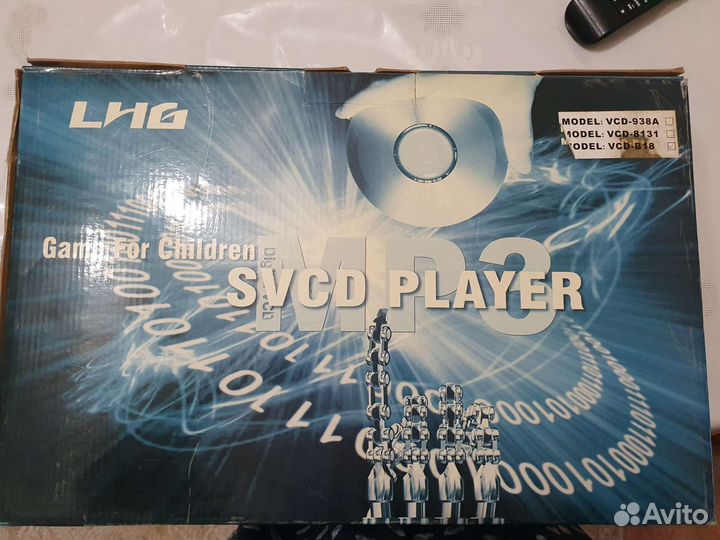 LHG
MODEL: VCD-938A
MODEL: VCD-8131
MODEL: VCD-B18
Game For Children
MP3
SVCD PLAYER
Avito